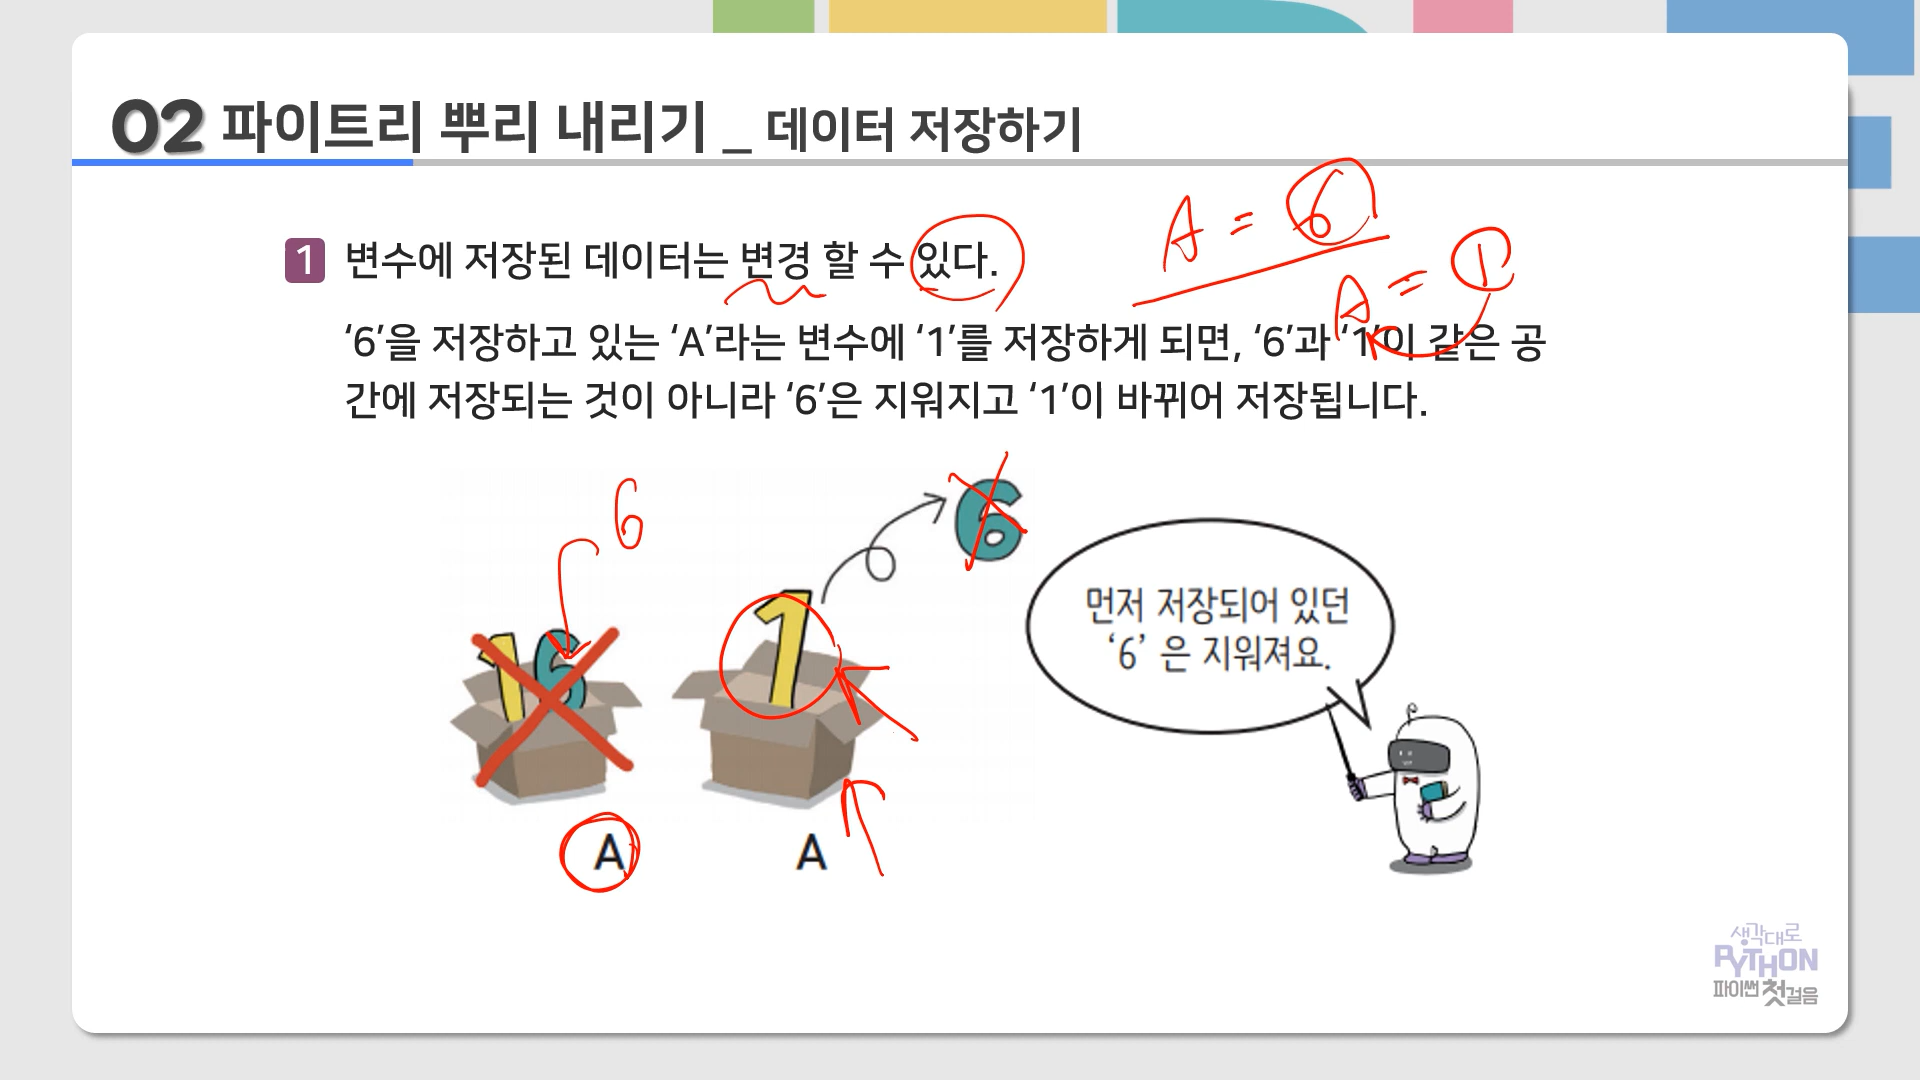 02 파이트리 뿌리 내리기 _ 데이터 저장하기
A = 6
1 변수에 저장된 데이터는 변경 할 수 있다.
A = 1
‘6’을 저장하고 있는 ‘A’라는 변수에 ‘1’를 저장하게 되면, ‘6’과 ‘1’이 같은 공
간에 저장되는 것이 아니라 ‘6’은 지워지고 ‘1’이 바뀌어 저장됩니다.
6
6
1 6
1
먼저 저장되어 있던
‘6’ 은 지워져요.
A
A
생각대로
PYTHON
파이썬 첫걸음